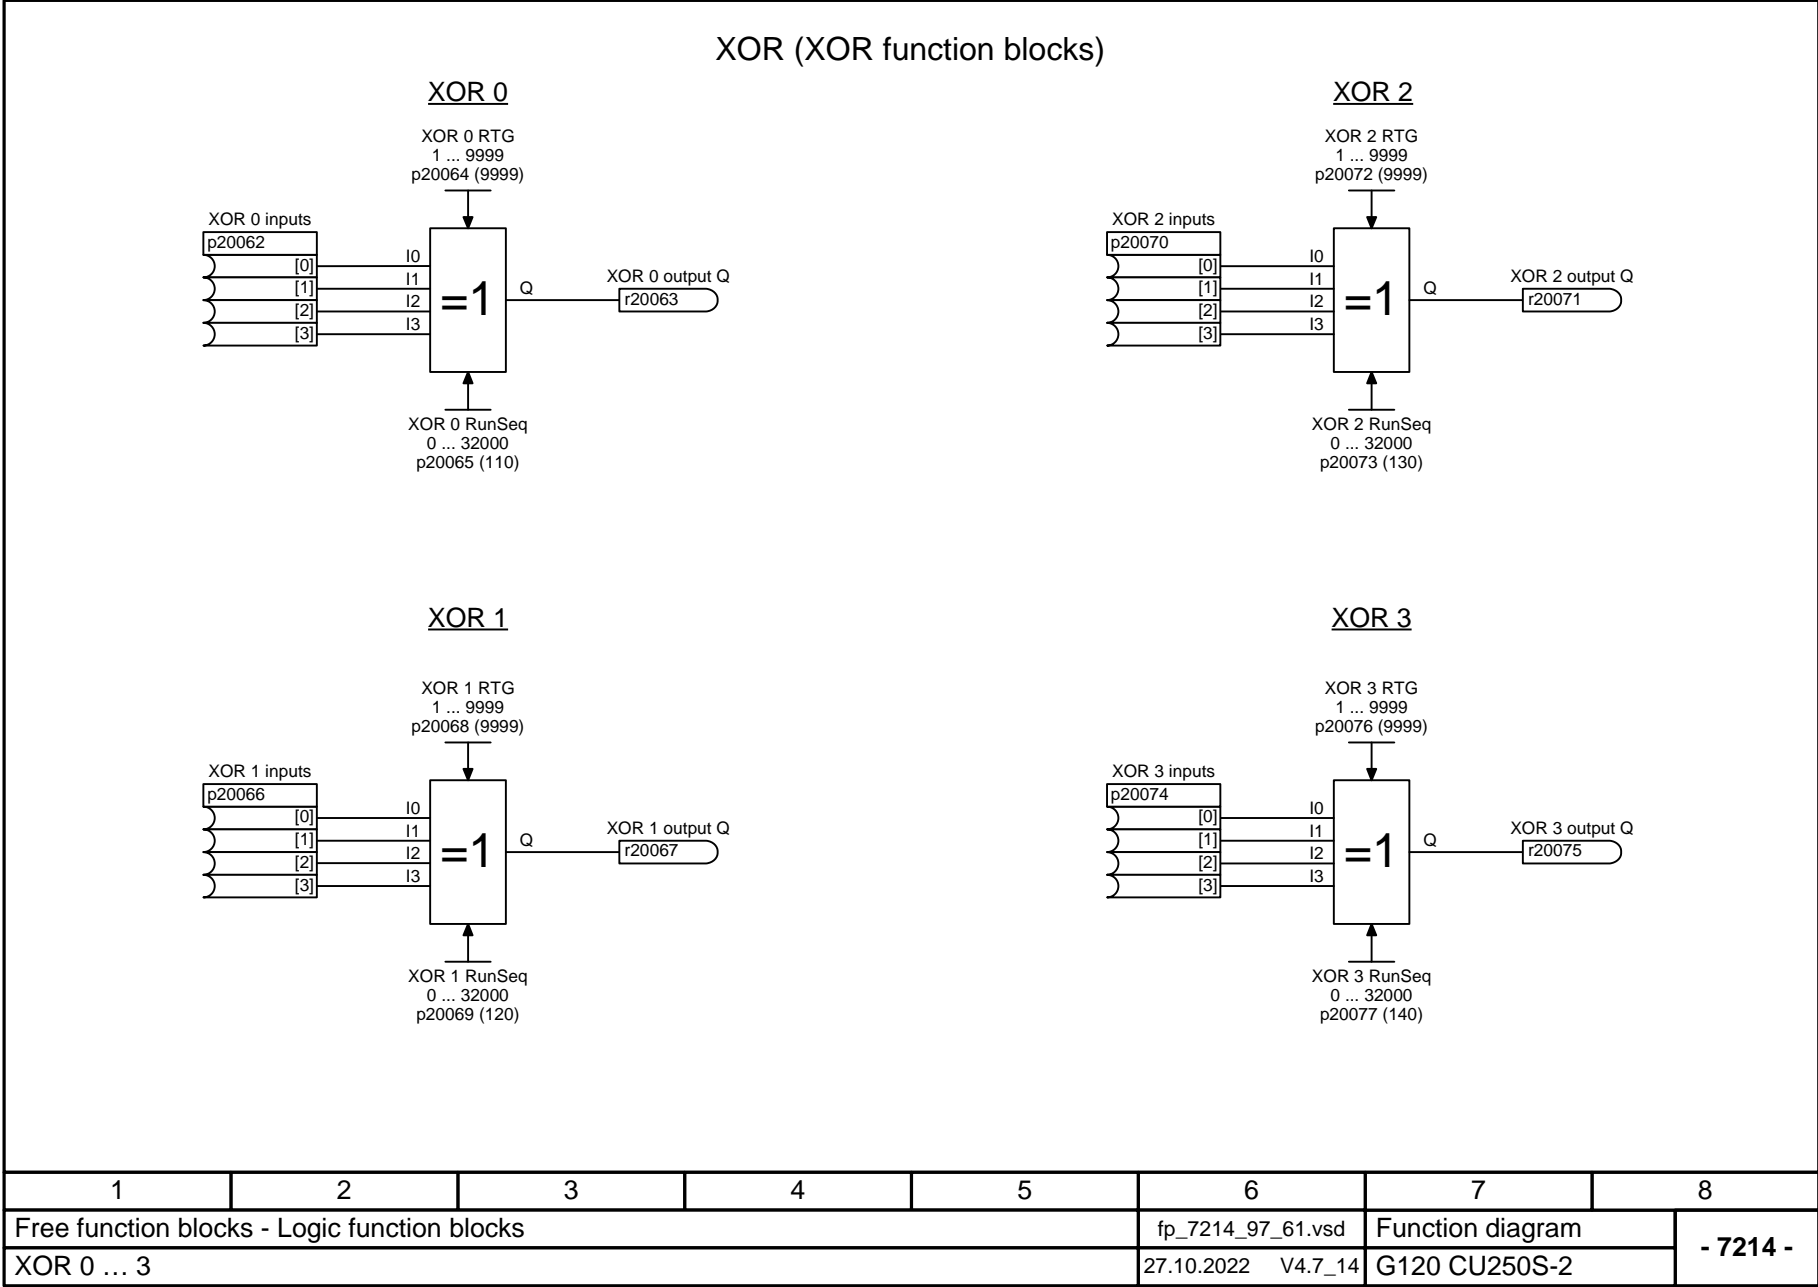 XOR (XOR function blocks)
XOR 0
XOR 0 RTG
1 ... 9999
p20064 (9999)
XOR 0 inputs
p20062
[0] I0
[1] I1
[2] I2
[3] I3
=1
Q
XOR 0 output Q
r20063
XOR 0 RunSeq
0 ... 32000
p20065 (110)
XOR 2
XOR 2 RTG
1 ... 9999
p20072 (9999)
XOR 2 inputs
p20070
[0] I0
[1] I1
[2] I2
[3] I3
=1
Q
XOR 2 output Q
r20071
XOR 2 RunSeq
0 ... 32000
p20073 (130)
XOR 1
XOR 1 RTG
1 ... 9999
p20068 (9999)
XOR 1 inputs
p20066
[0] I0
[1] I1
[2] I2
[3] I3
=1
Q
XOR 1 output Q
r20067
XOR 1 RunSeq
0 ... 32000
p20069 (120)
XOR 3
XOR 3 RTG
1 ... 9999
p20076 (9999)
XOR 3 inputs
p20074
[0] I0
[1] I1
[2] I2
[3] I3
=1
Q
XOR 3 output Q
r20075
XOR 3 RunSeq
0 ... 32000
p20077 (140)
1 2 3 4 5 6 7 8
Free function blocks - Logic function blocks fp_7214_97_61.vsd Function diagram
- 7214 -
XOR 0 … 3 27.10.2022 V4.7_14 G120 CU250S-2